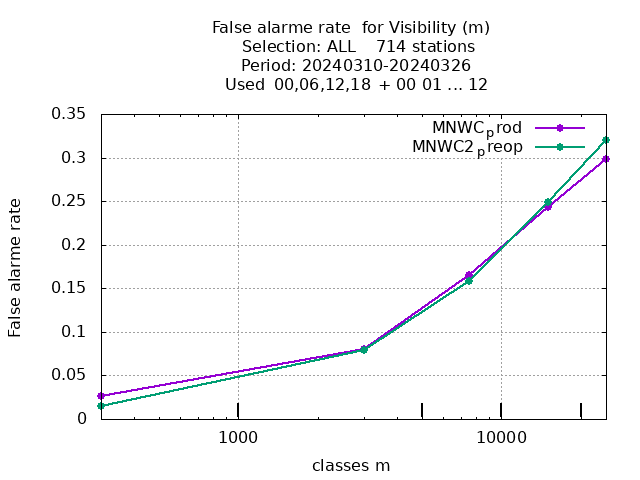 False alarme rate  for Visibility (m)
Selection: ALL    714 stations
Period: 20240310-20240326
Used  00,06,12,18  + 00 01 ... 12
0.35
MNWCprod
MNWC2preop
0.3
0.25
0.2
0.15
0.1
0.05
0
False alarme rate
1000
10000
classes m